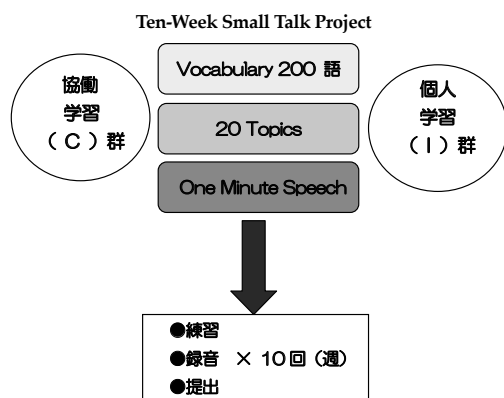 Ten-Week Small Talk Project
協働
学習
（C）群
Vocabulary 200 語
20 Topics
One Minute Speech
個人
学習
（I）群
●練習
●録音 × 10回（週）
●提出